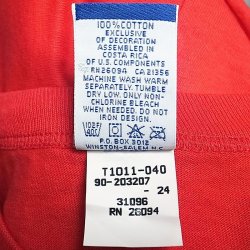 100% COTTON
EXCLUSIVE
OF DECORATION
ASSEMBLED IN
COSTA RICA
OF U.S. COMPONENTS
RN26094 CA21356
MACHINE WASH WARM
SEPARATELY. TUMBLE
DRY LOW. ONLY NON-
CHLORINE BLEACH
WHEN NEEDED. DO NOT
IRON DESIGN.
P.O. BOX 3012
WINSTON-SALEM N.C.
T1011-040
90-203207
- 24
31096
RN 26094